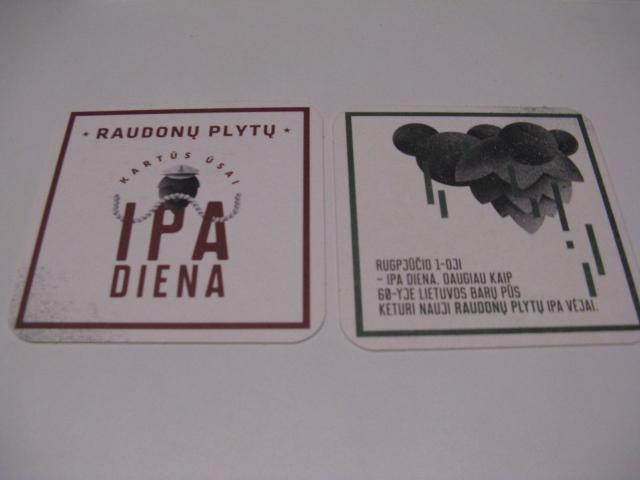 RAUDONŲ PLYTŲ
KARTŪS ŪSAI
IPA
DIENA
RUGPJŪČIO 1-OJI
– IPA DIENA. DAUGIAU KAIP
60-YJE LIETUVOS BARŲ PŪS
KETURI NAUJI RAUDONŲ PLYTŲ IPA VĖJAI.